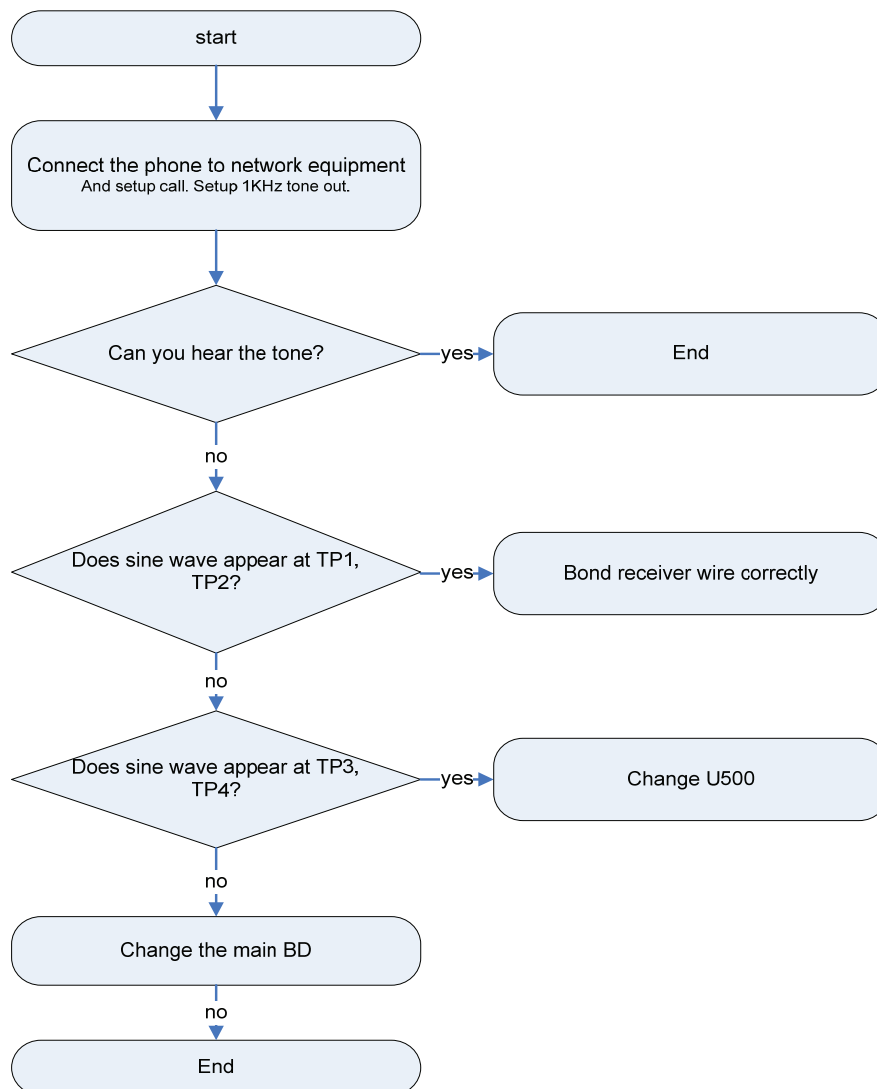 start
Connect the phone to network equipment
And setup call. Setup 1KHz tone out.
Can you hear the tone?
yes
End
no
Does sine wave appear at TP1,
TP2?
yes
Bond receiver wire correctly
no
Does sine wave appear at TP3,
TP4?
yes
Change U500
no
Change the main BD
no
End